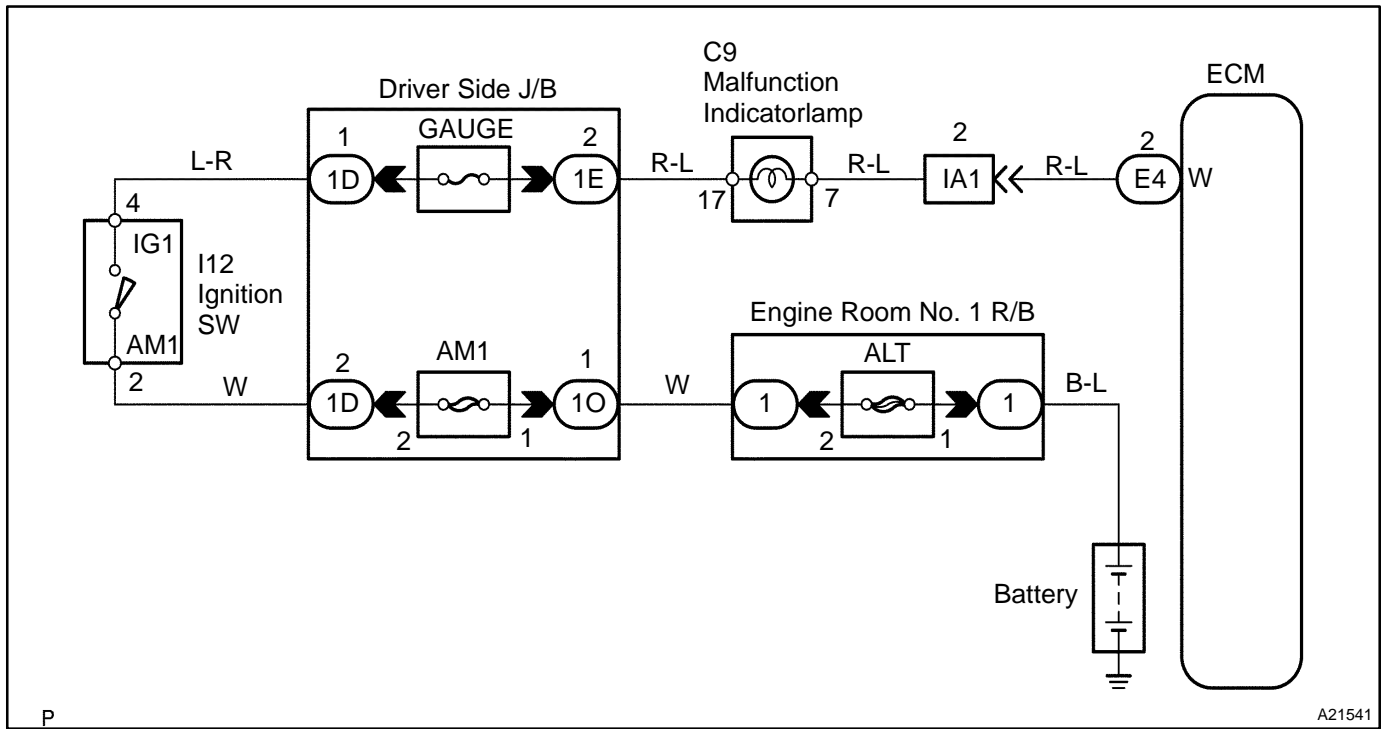 C9
Malfunction
Indicatorlamp
ECM
Driver Side J/B
GAUGE
1
2
2
2
L-R
1D
1E
R-L
R-L
IA1
R-L
E4
W
17
7
4
IG1
I12
Ignition
SW
AM1
2
Engine Room No. 1 R/B
AM1
ALT
2
1
W
1D
1O
W
1
1
B-L
2
1
2
1
Battery
P
A21541